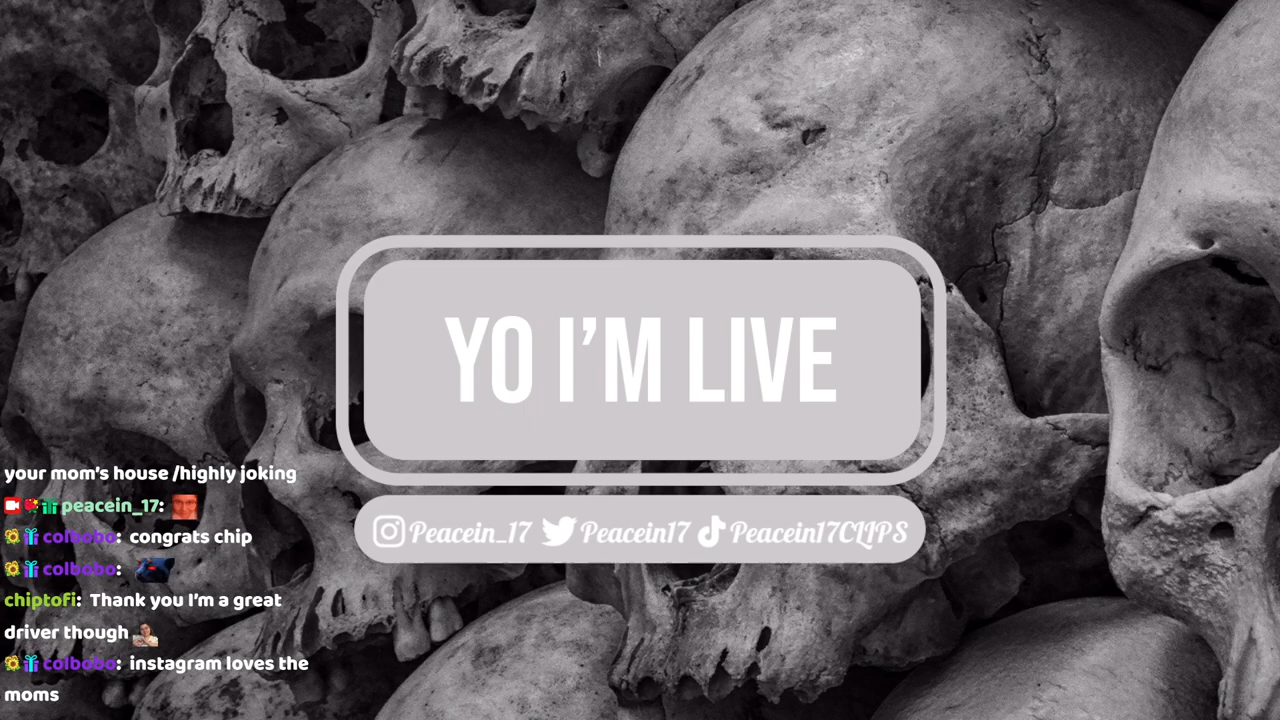 YO I'M LIVE
Peacein_17 Peacein17 Peacein17CLIPS
your mom's house /highly joking
peacein_17:
colbobo: congrats chip
colbobo:
chiptofi: Thank you I'm a great
driver though
colbobo: instagram loves the
moms